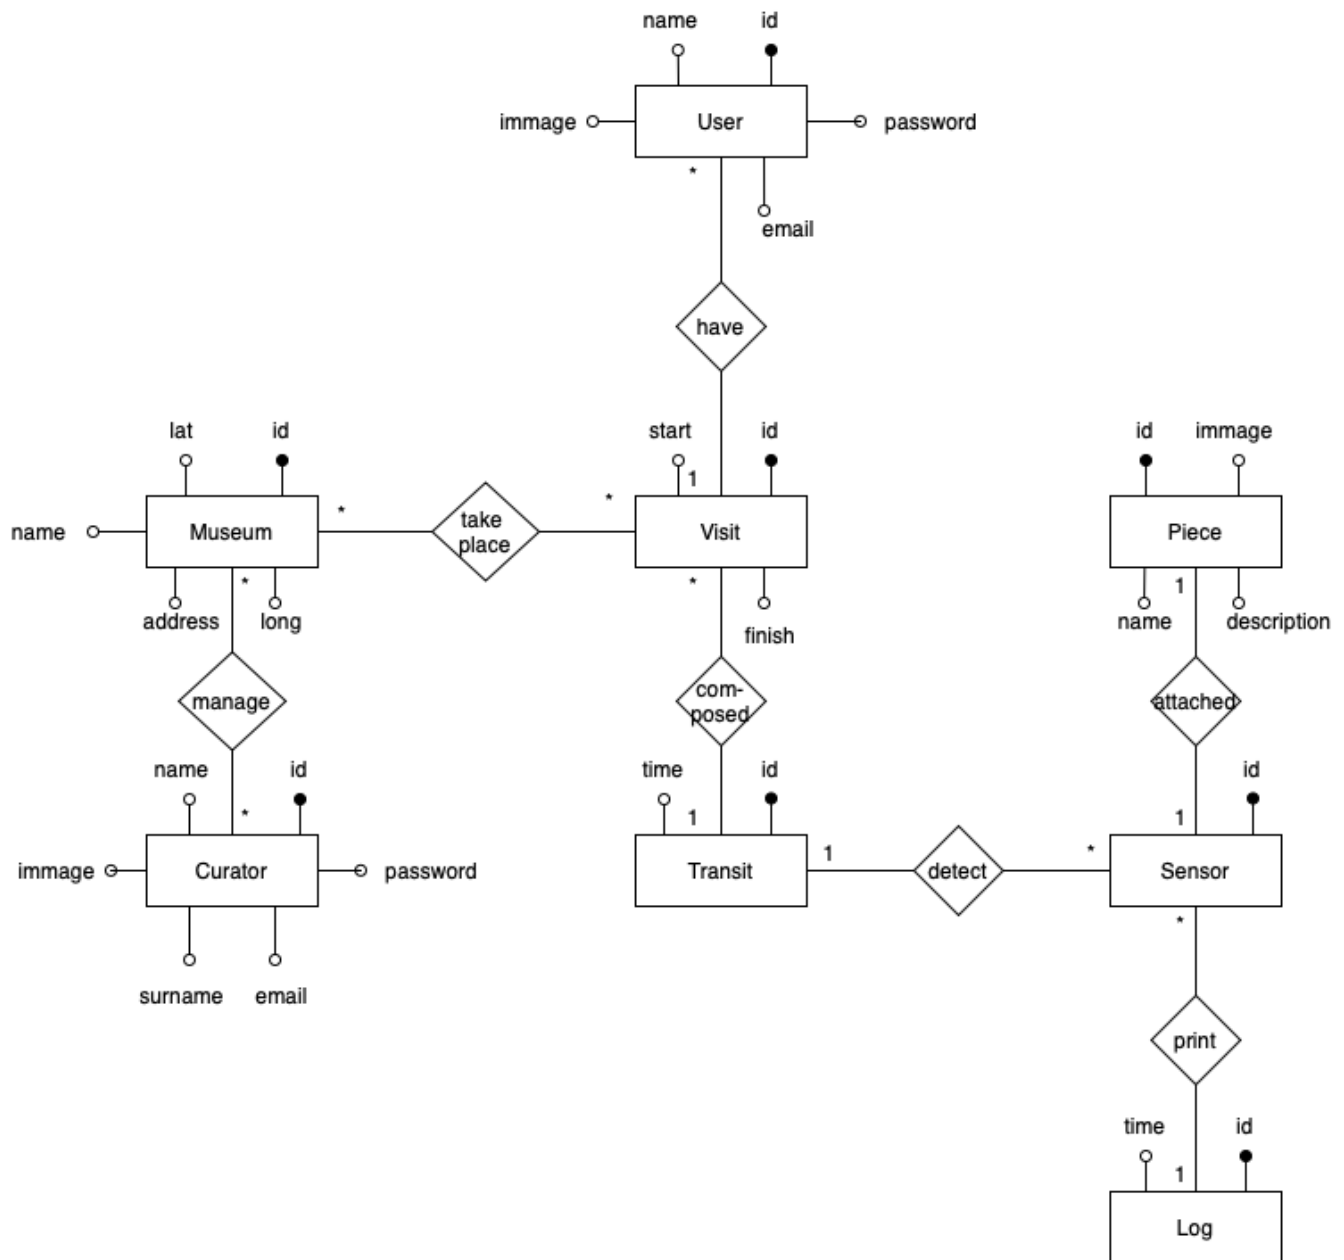 name id
immage User password
*
email
have
lat id start id id immage
1
* *
name Museum take
place Visit Piece
* * 1
address long finish name description
manage com-
posed attached
name id time id id
* 1 1
1 *
immage Curator password Transit detect Sensor
*
surname email
print
time id
1
Log